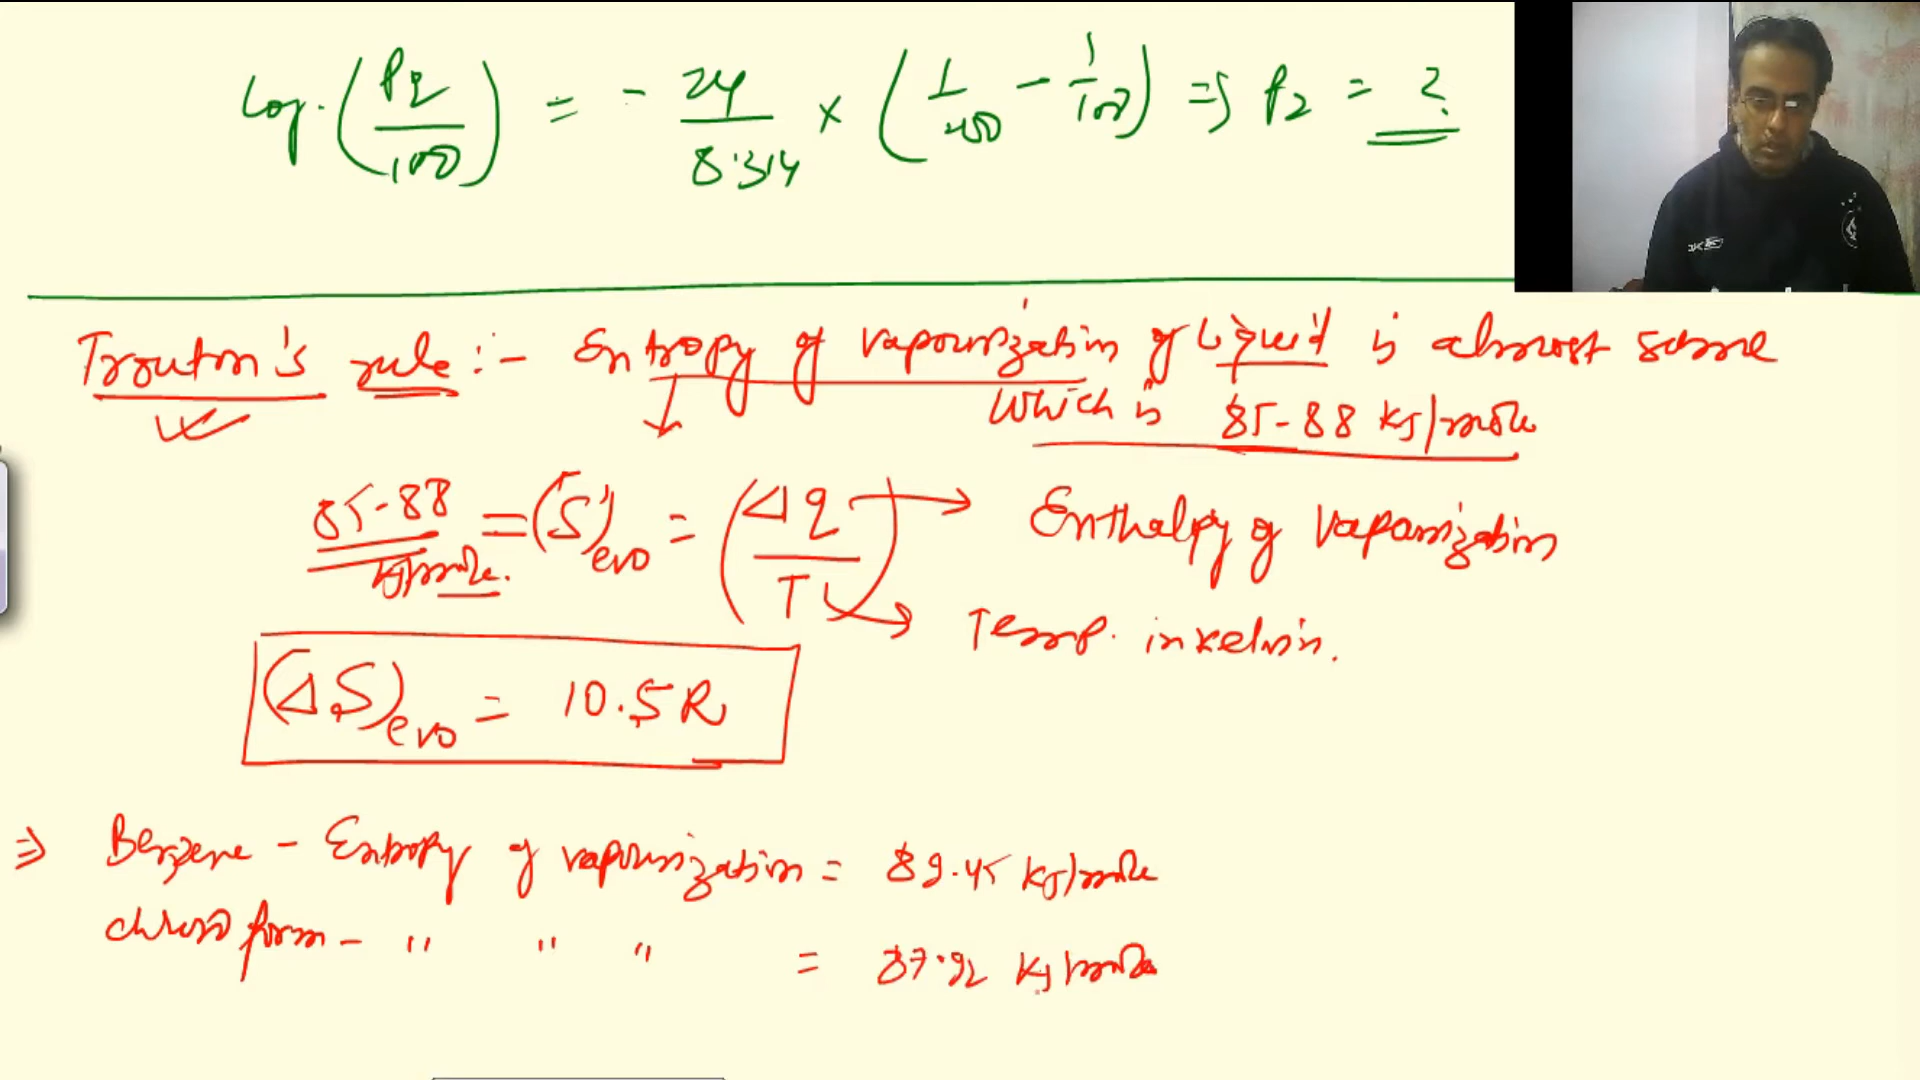 log. (P2/100) = - 24/8.314 × (1/200 - 1/100) ⇒ P2 = ?
Trouton's rule :- Entropy of vapourization of Liquid is almost same
which is 85-88 KJ/mole
85-88 KJ/mole. = (S)evo = (Δq/T) → Enthalpy of vapourization
→ Temp. in kelvin.
(ΔS)evo = 10.5R
⇒ Benzene - Entropy of vapourization = 89.45 KJ/mole
chloroform - " " " = 87.92 KJ/mole